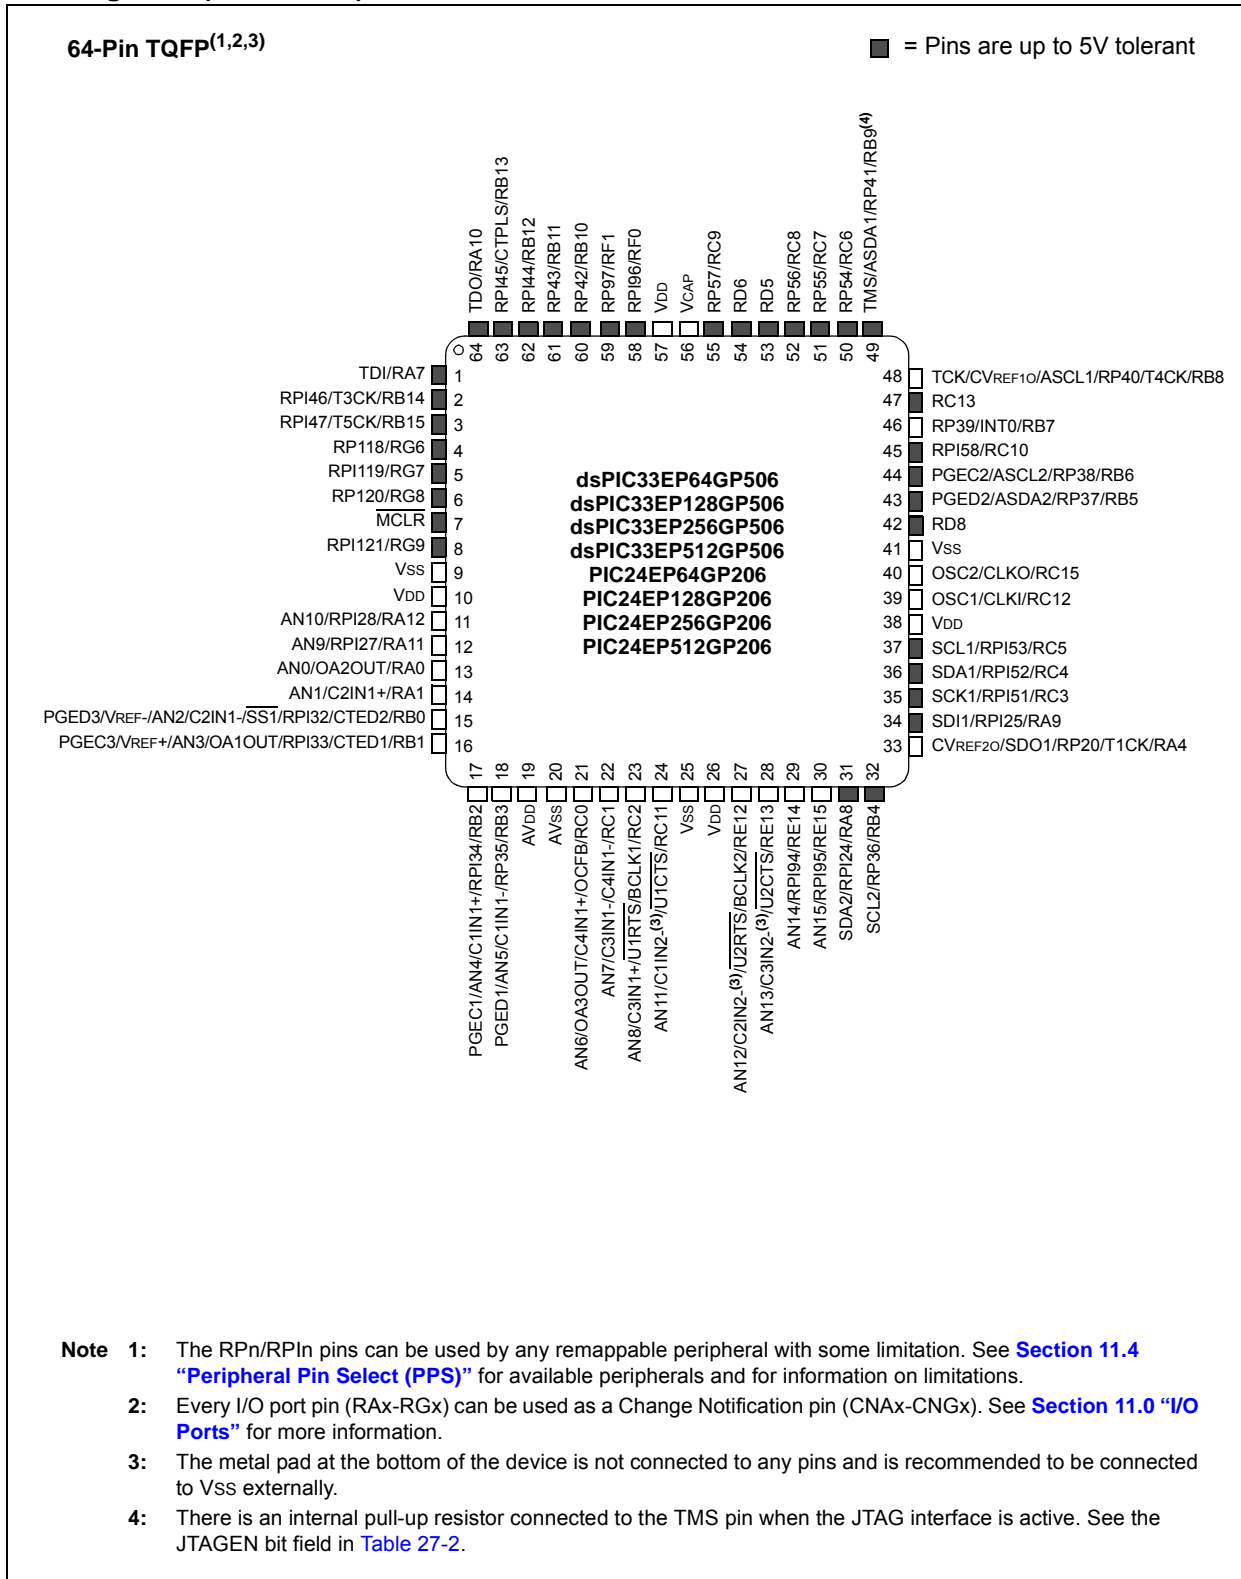 64-Pin TQFP(1,2,3)
= Pins are up to 5V tolerant
TDO/RA10
RPI45/CTPLS/RB13
RPI44/RB12
RP43/RB11
RP42/RB10
RP97/RF1
RPI96/RF0
VDD
VCAP
RP57/RC9
RD6
RD5
RP56/RC8
RP55/RC7
RP54/RC6
TMS/ASDA1/RP41/RB9(4)
64
63
62
61
60
59
58
57
56
55
54
53
52
51
50
49
TDI/RA7 1
RPI46/T3CK/RB14 2
RPI47/T5CK/RB15 3
RP118/RG6 4
RPI119/RG7 5
RP120/RG8 6
MCLR 7
RPI121/RG9 8
VSS 9
VDD 10
AN10/RPI28/RA12 11
AN9/RPI27/RA11 12
AN0/OA2OUT/RA0 13
AN1/C2IN1+/RA1 14
PGED3/VREF-/AN2/C2IN1-/SS1/RPI32/CTED2/RB0 15
PGEC3/VREF+/AN3/OA1OUT/RPI33/CTED1/RB1 16
dsPIC33EP64GP506
dsPIC33EP128GP506
dsPIC33EP256GP506
dsPIC33EP512GP506
PIC24EP64GP206
PIC24EP128GP206
PIC24EP256GP206
PIC24EP512GP206
48 TCK/CVREF1O/ASCL1/RP40/T4CK/RB8
47 RC13
46 RP39/INT0/RB7
45 RPI58/RC10
44 PGEC2/ASCL2/RP38/RB6
43 PGED2/ASDA2/RP37/RB5
42 RD8
41 VSS
40 OSC2/CLKO/RC15
39 OSC1/CLKI/RC12
38 VDD
37 SCL1/RPI53/RC5
36 SDA1/RPI52/RC4
35 SCK1/RPI51/RC3
34 SDI1/RPI25/RA9
33 CVREF2O/SDO1/RP20/T1CK/RA4
17
18
19
20
21
22
23
24
25
26
27
28
29
30
31
32
PGEC1/AN4/C1IN1+/RPI34/RB2
PGED1/AN5/C1IN1-/RP35/RB3
AVDD
AVSS
AN6/OA3OUT/C4IN1+/OCFB/RC0
AN7/C3IN1-/C4IN1-/RC1
AN8/C3IN1+/U1RTS/BCLK1/RC2
AN11/C1IN2-(3)/U1CTS/RC11
VSS
VDD
AN12/C2IN2-(3)/U2RTS/BCLK2/RE12
AN13/C3IN2-(3)/U2CTS/RE13
AN14/RPI94/RE14
AN15/RPI95/RE15
SDA2/RPI24/RA8
SCL2/RP36/RB4
Note 1: The RPn/RPIn pins can be used by any remappable peripheral with some limitation. See Section 11.4
“Peripheral Pin Select (PPS)” for available peripherals and for information on limitations.
2: Every I/O port pin (RAx-RGx) can be used as a Change Notification pin (CNAx-CNGx). See Section 11.0 “I/O
Ports” for more information.
3: The metal pad at the bottom of the device is not connected to any pins and is recommended to be connected
to VSS externally.
4: There is an internal pull-up resistor connected to the TMS pin when the JTAG interface is active. See the
JTAGEN bit field in Table 27-2.